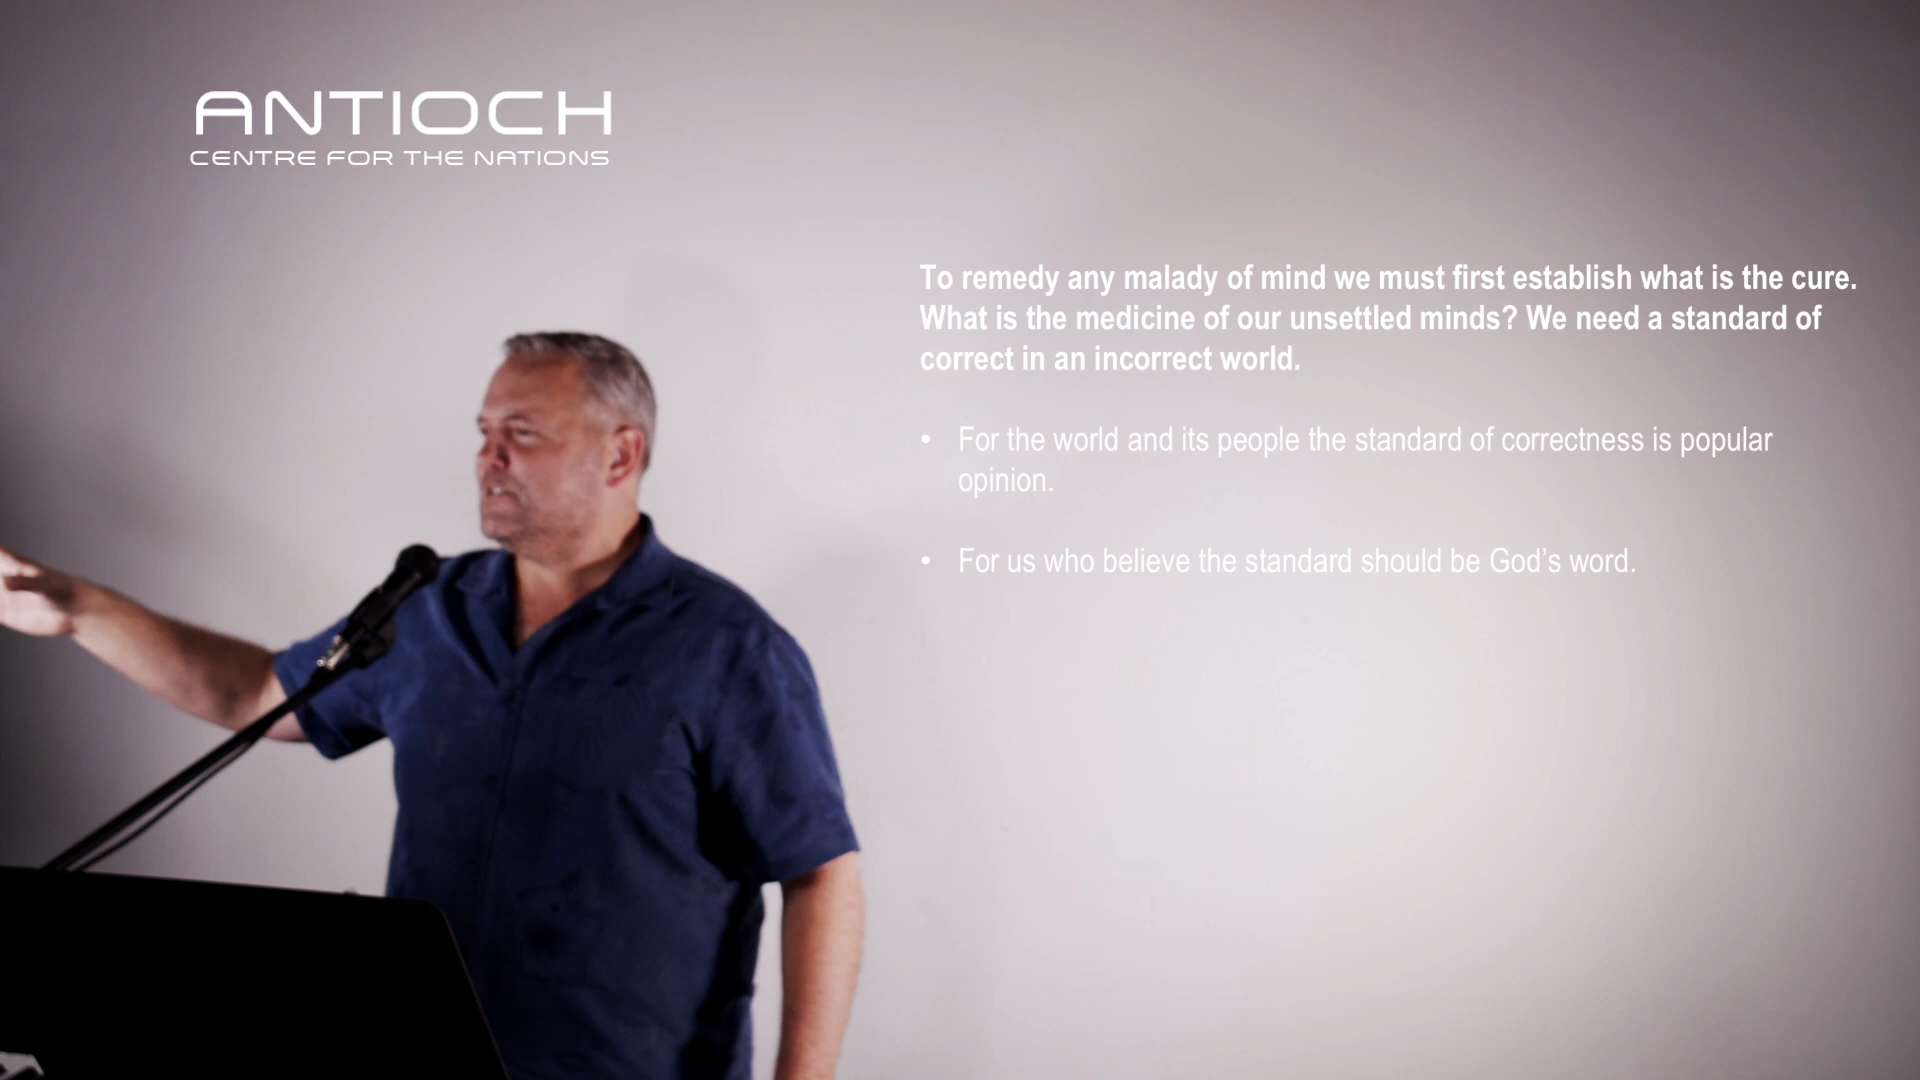 ANTIOCH
CENTRE FOR THE NATIONS
To remedy any malady of mind we must first establish what is the cure.
What is the medicine of our unsettled minds? We need a standard of
correct in an incorrect world.
• For the world and its people the standard of correctness is popular
opinion.
• For us who believe the standard should be God’s word.